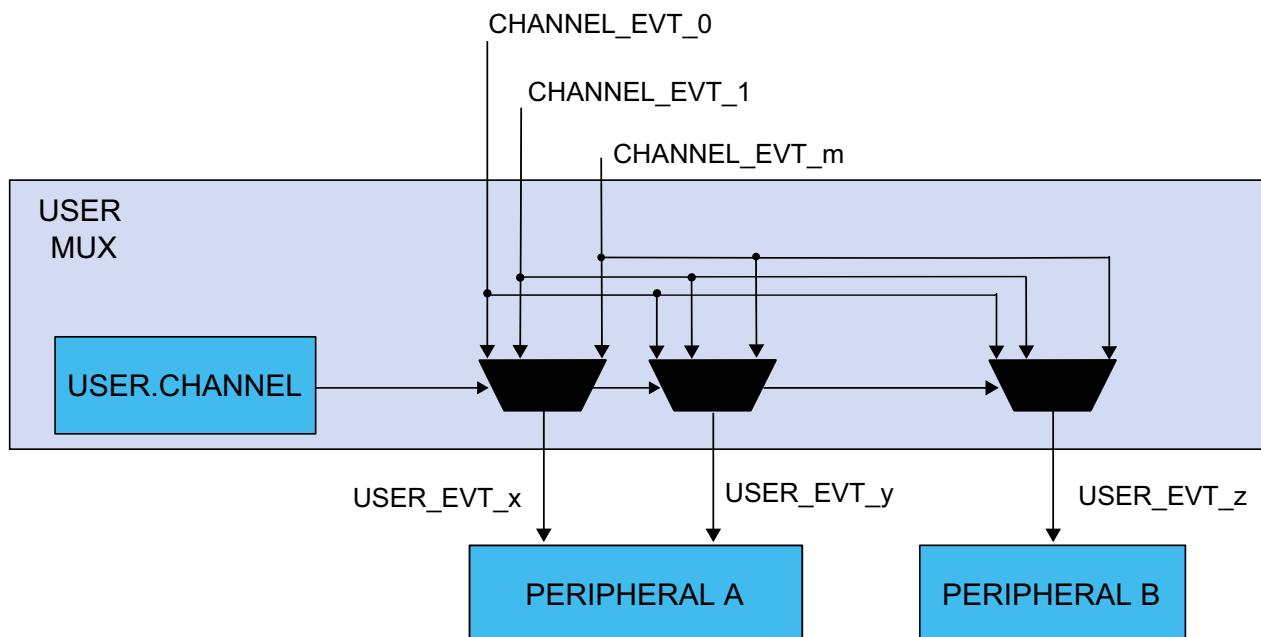 CHANNEL_EVT_0
CHANNEL_EVT_1
CHANNEL_EVT_m
USER
MUX
USER.CHANNEL
USER_EVT_x
USER_EVT_y
USER_EVT_z
PERIPHERAL A
PERIPHERAL B